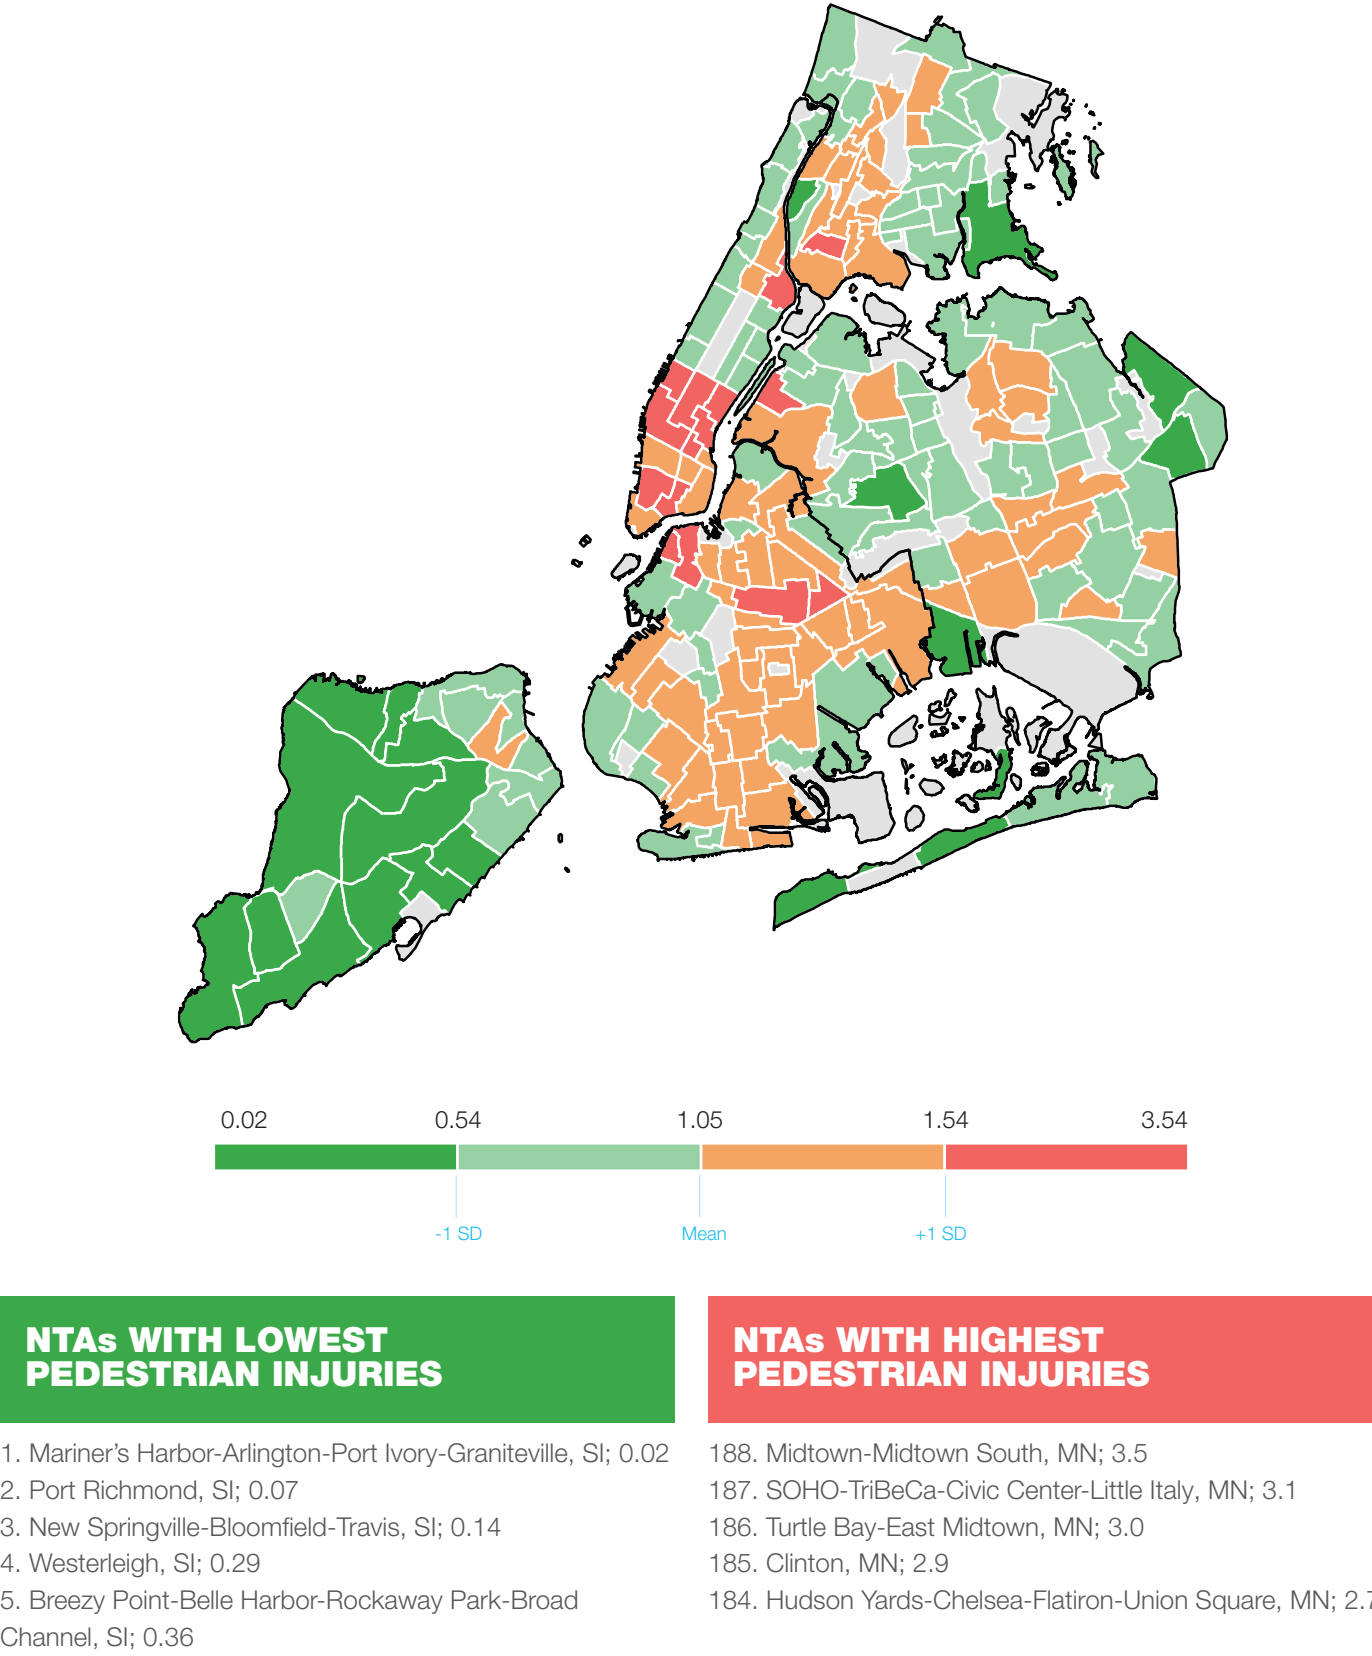 0.02 0.54 1.05 1.54 3.54
-1 SD Mean +1 SD
NTAs WITH LOWEST
PEDESTRIAN INJURIES
1. Mariner’s Harbor-Arlington-Port Ivory-Graniteville, SI; 0.02
2. Port Richmond, SI; 0.07
3. New Springville-Bloomfield-Travis, SI; 0.14
4. Westerleigh, SI; 0.29
5. Breezy Point-Belle Harbor-Rockaway Park-Broad
Channel, SI; 0.36
NTAs WITH HIGHEST
PEDESTRIAN INJURIES
188. Midtown-Midtown South, MN; 3.5
187. SOHO-TriBeCa-Civic Center-Little Italy, MN; 3.1
186. Turtle Bay-East Midtown, MN; 3.0
185. Clinton, MN; 2.9
184. Hudson Yards-Chelsea-Flatiron-Union Square, MN; 2.7